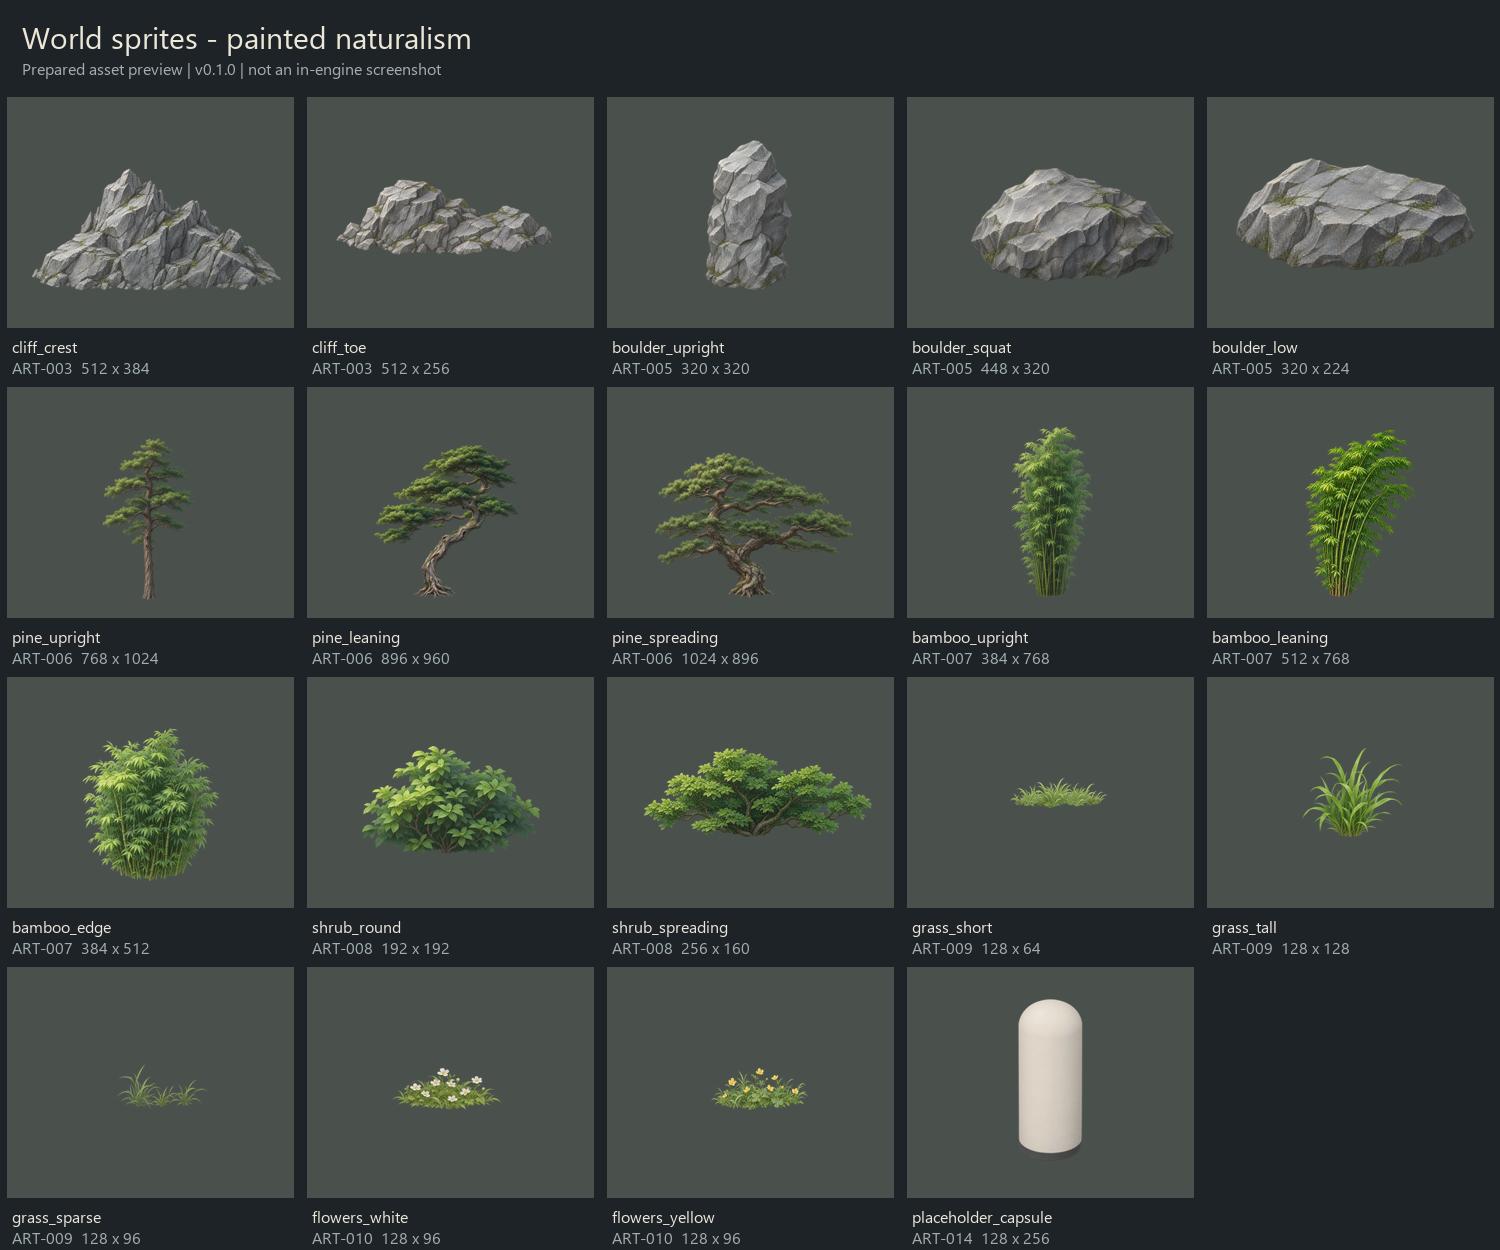 World sprites - painted naturalism
Prepared asset preview | v0.1.0 | not an in-engine screenshot
cliff_crest
ART-003 512 x 384
cliff_toe
ART-003 512 x 256
boulder_upright
ART-005 320 x 320
boulder_squat
ART-005 448 x 320
boulder_low
ART-005 320 x 224
pine_upright
ART-006 768 x 1024
pine_leaning
ART-006 896 x 960
pine_spreading
ART-006 1024 x 896
bamboo_upright
ART-007 384 x 768
bamboo_leaning
ART-007 512 x 768
bamboo_edge
ART-007 384 x 512
shrub_round
ART-008 192 x 192
shrub_spreading
ART-008 256 x 160
grass_short
ART-009 128 x 64
grass_tall
ART-009 128 x 128
grass_sparse
ART-009 128 x 96
flowers_white
ART-010 128 x 96
flowers_yellow
ART-010 128 x 96
placeholder_capsule
ART-014 128 x 256